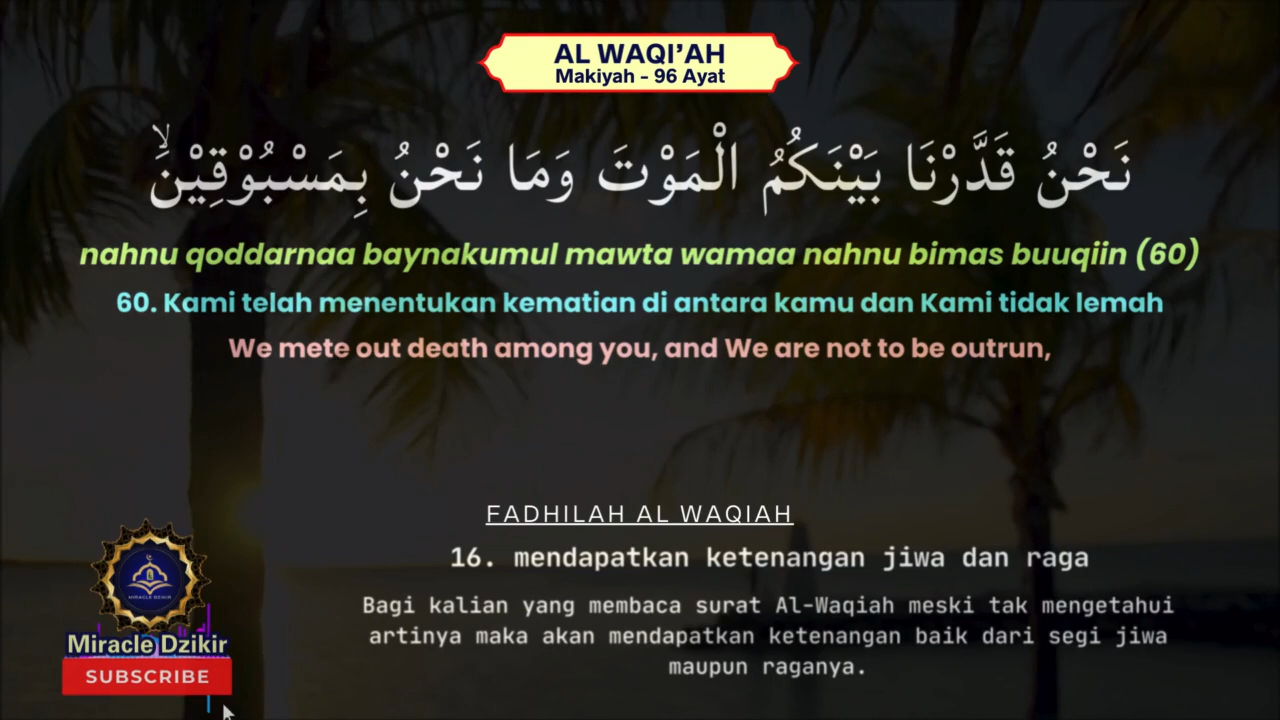 AL WAQI'AH
Makiyah - 96 Ayat
نَحْنُ قَدَّرْنَا بَيْنَكُمُ الْمَوْتَ وَمَا نَحْنُ بِمَسْبُوْقِيْنَۙ
nahnu qoddarnaa baynakumul mawta wamaa nahnu bimas buuqiin (60)
60. Kami telah menentukan kematian di antara kamu dan Kami tidak lemah
We mete out death among you, and We are not to be outrun,
FADHILAH AL WAQIAH
16. mendapatkan ketenangan jiwa dan raga
Bagi kalian yang membaca surat Al-Waqiah meski tak mengetahui
artinya maka akan mendapatkan ketenangan baik dari segi jiwa
maupun raganya.
MIRACLE DZIKIR
Miracle Dzikir
SUBSCRIBE